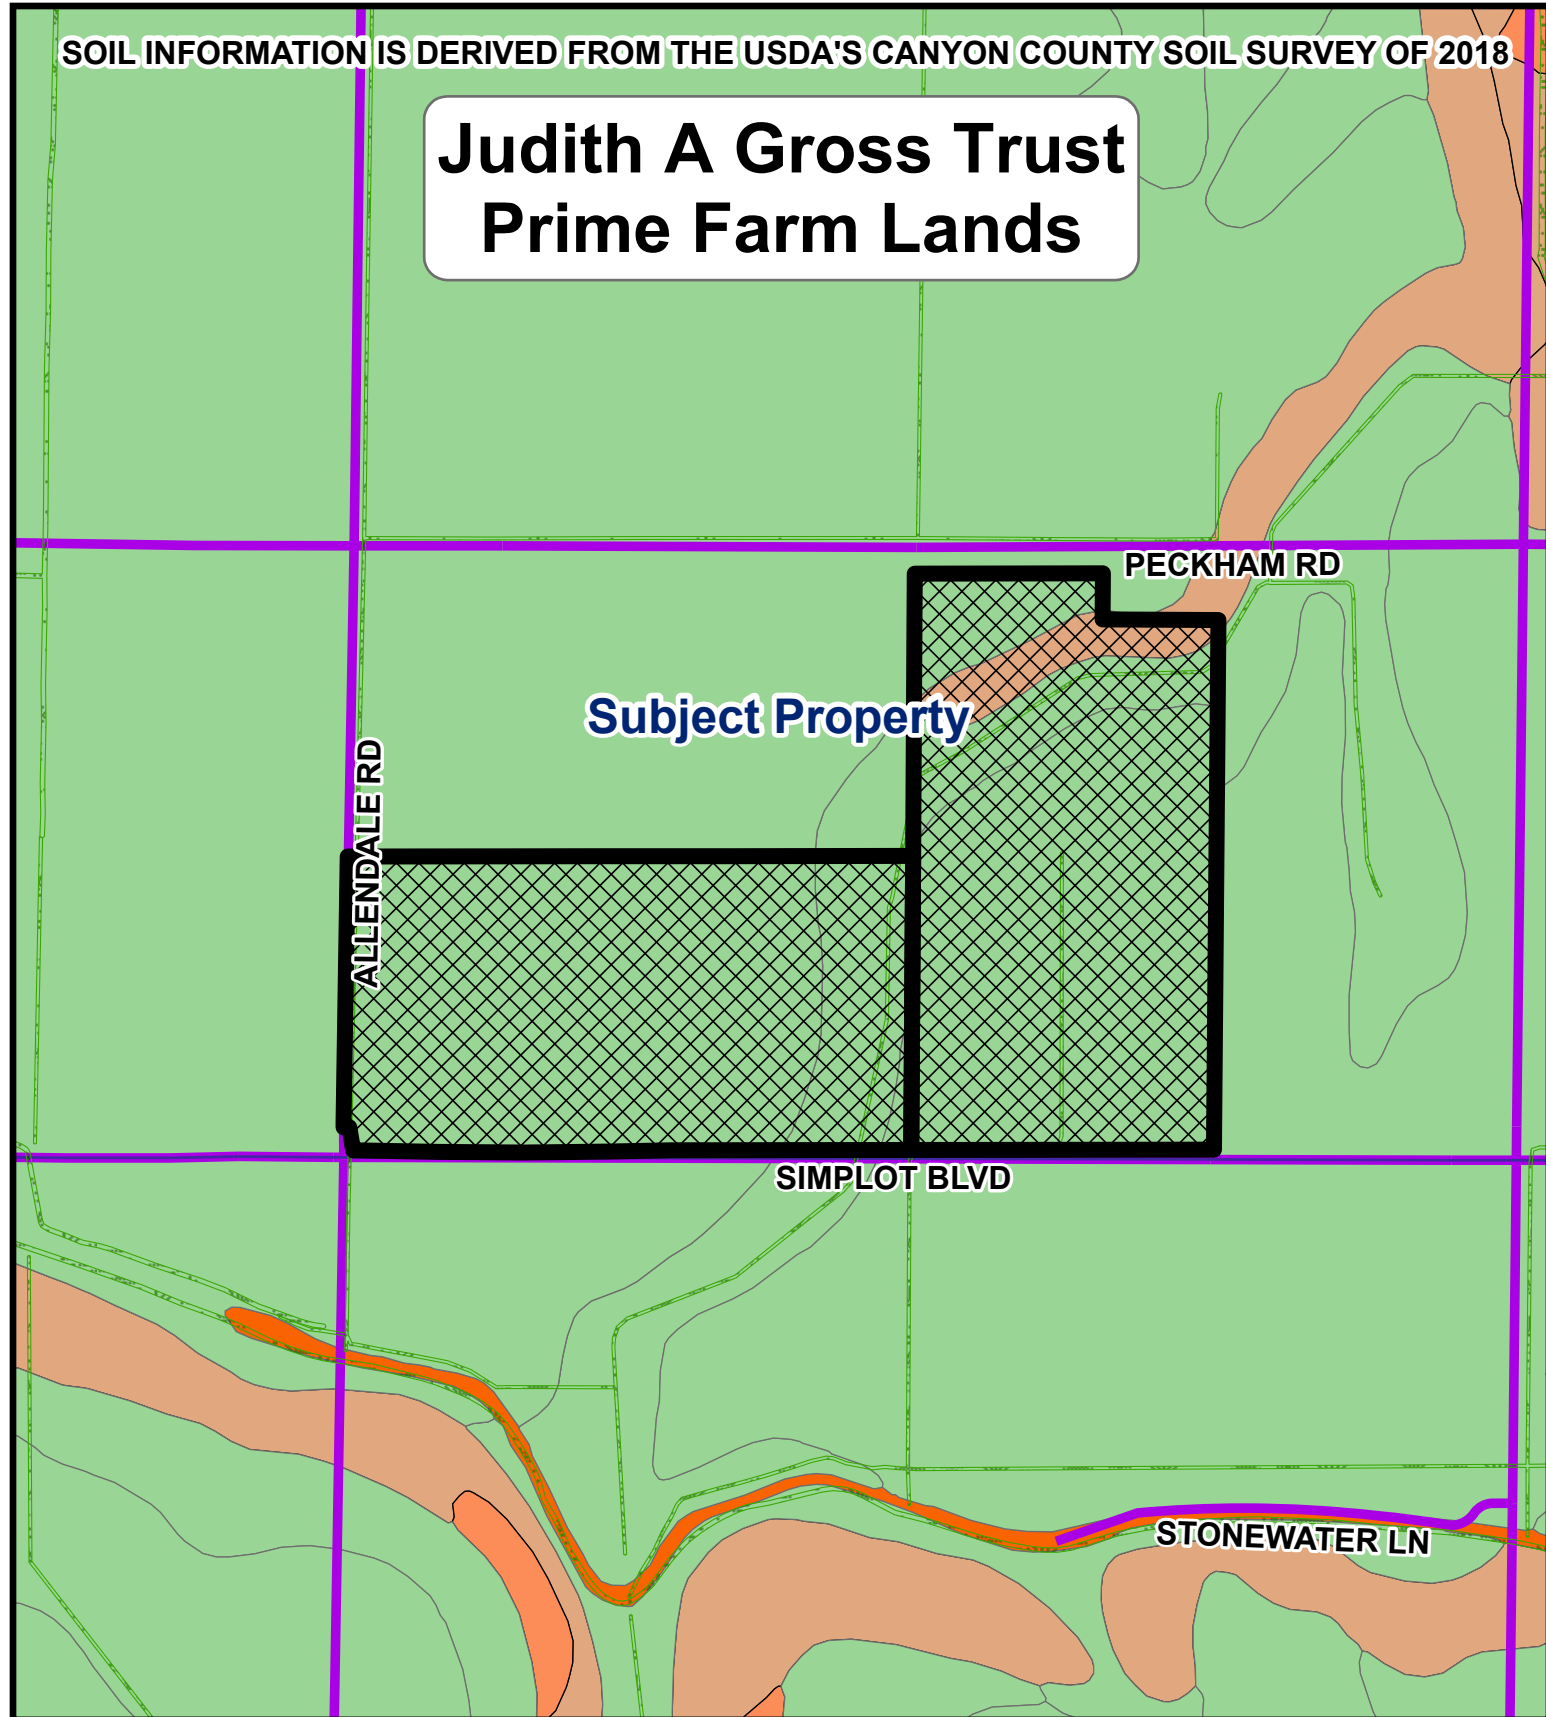 SOIL INFORMATION IS DERIVED FROM THE USDA'S CANYON COUNTY SOIL SURVEY OF 2018
Judith A Gross Trust
Prime Farm Lands
PECKHAM RD
Subject Property
ALLENDALE RD
SIMPLOT BLVD
STONEWATER LN